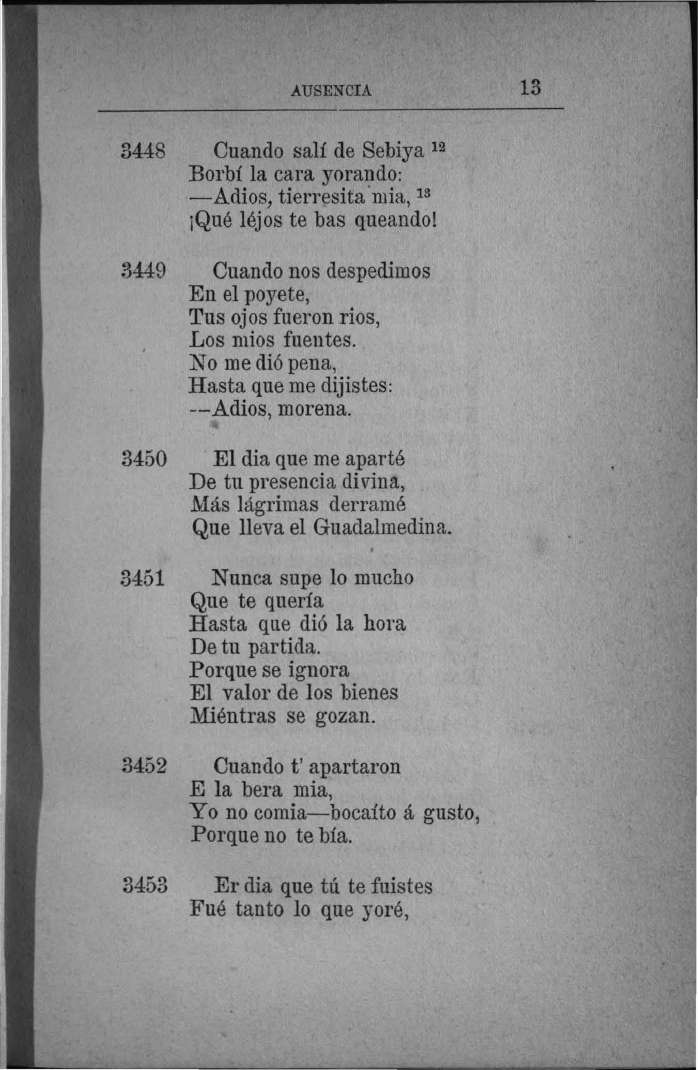 AUSENCIA 13
3448 Cuando salí de Sebiya ¹²
Borbí la cara yorando:
—Adios, tierresita mia, ¹³
¡Qué léjos te bas queando!
3449 Cuando nos despedimos
En el poyete,
Tus ojos fueron rios,
Los mios fuentes.
No me dió pena,
Hasta que me dijistes:
—Adios, morena.
3450 El dia que me aparté
De tu presencia divina,
Más lágrimas derramé
Que lleva el Guadalmedina.
3451 Nunca supe lo mucho
Que te quería
Hasta que dió la hora
De tu partida.
Porque se ignora
El valor de los bienes
Miéntras se gozan.
3452 Cuando t' apartaron
E la bera mia,
Yo no comia—bocaíto á gusto,
Porque no te bía.
3453 Er dia que tú te fuistes
Fué tanto lo que yoré,